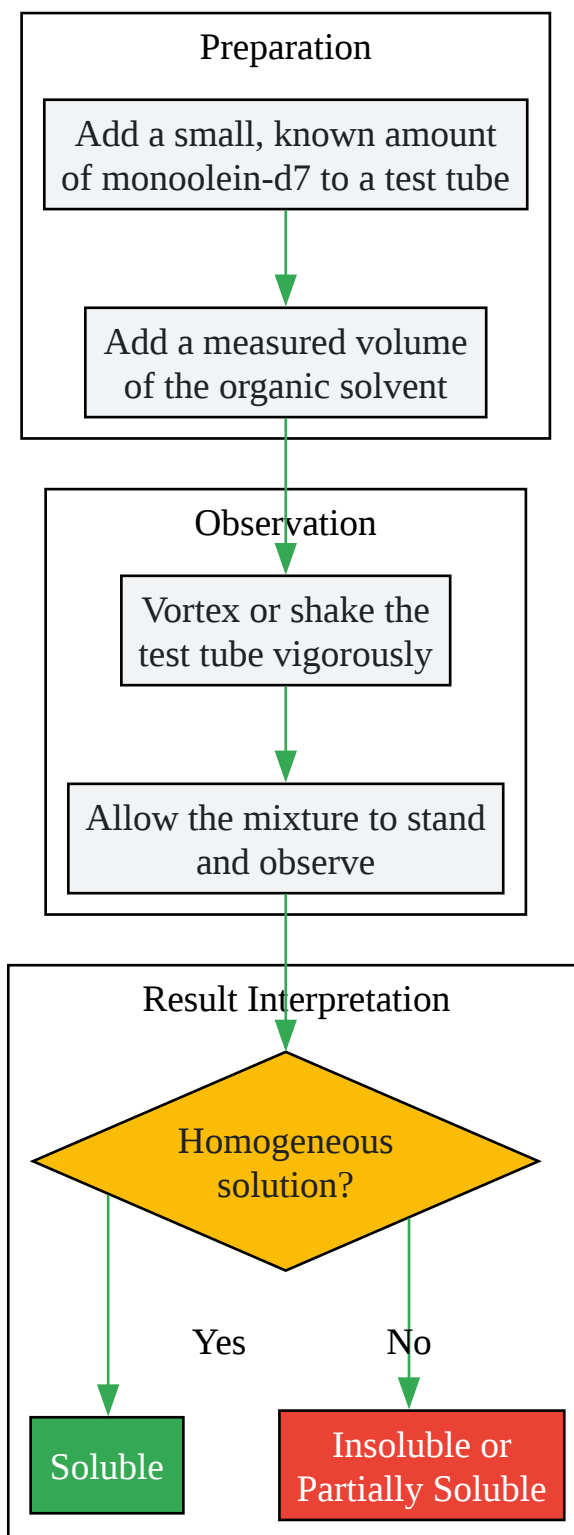 Preparation
Add a small, known amount
of monoolein-d7 to a test tube
Add a measured volume
of the organic solvent
Observation
Vortex or shake the
test tube vigorously
Allow the mixture to stand
and observe
Result Interpretation
Homogeneous
solution?
Yes
No
Soluble
Insoluble or
Partially Soluble